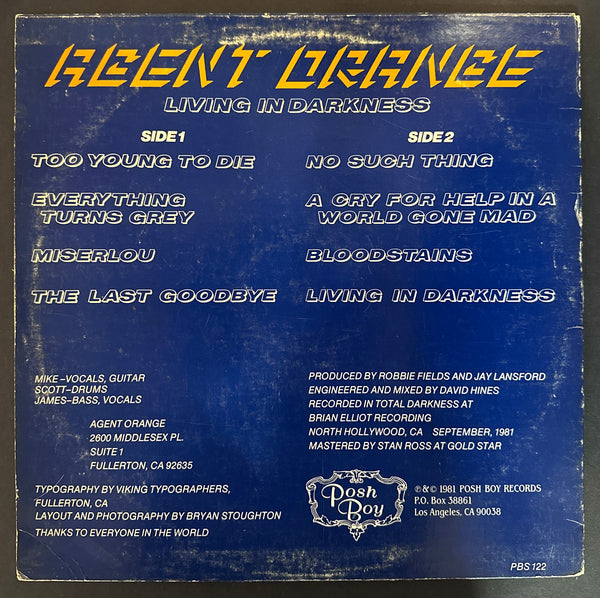 AGENT ORANGE
LIVING IN DARKNESS
SIDE 1
TOO YOUNG TO DIE
EVERYTHING
TURNS GREY
MISERLOU
THE LAST GOODBYE
SIDE 2
NO SUCH THING
A CRY FOR HELP IN A
WORLD GONE MAD
BLOODSTAINS
LIVING IN DARKNESS
MIKE–VOCALS, GUITAR
SCOTT–DRUMS
JAMES–BASS, VOCALS
AGENT ORANGE
2600 MIDDLESEX PL.
SUITE 1
FULLERTON, CA 92635
TYPOGRAPHY BY VIKING TYPOGRAPHERS,
FULLERTON, CA
LAYOUT AND PHOTOGRAPHY BY BRYAN STOUGHTON
THANKS TO EVERYONE IN THE WORLD
PRODUCED BY ROBBIE FIELDS AND JAY LANSFORD
ENGINEERED AND MIXED BY DAVID HINES
RECORDED IN TOTAL DARKNESS AT
BRIAN ELLIOT RECORDING
NORTH HOLLYWOOD, CA SEPTEMBER, 1981
MASTERED BY STAN ROSS AT GOLD STAR
Posh
Boy
℗ & © 1981 POSH BOY RECORDS
P.O. Box 38861
Los Angeles, CA 90038
PBS 122